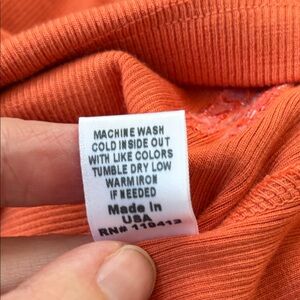 MACHINE WASH
COLD INSIDE OUT
WITH LIKE COLORS
TUMBLE DRY LOW
WARM IRON
IF NEEDED
Made in
USA
RN# 119413